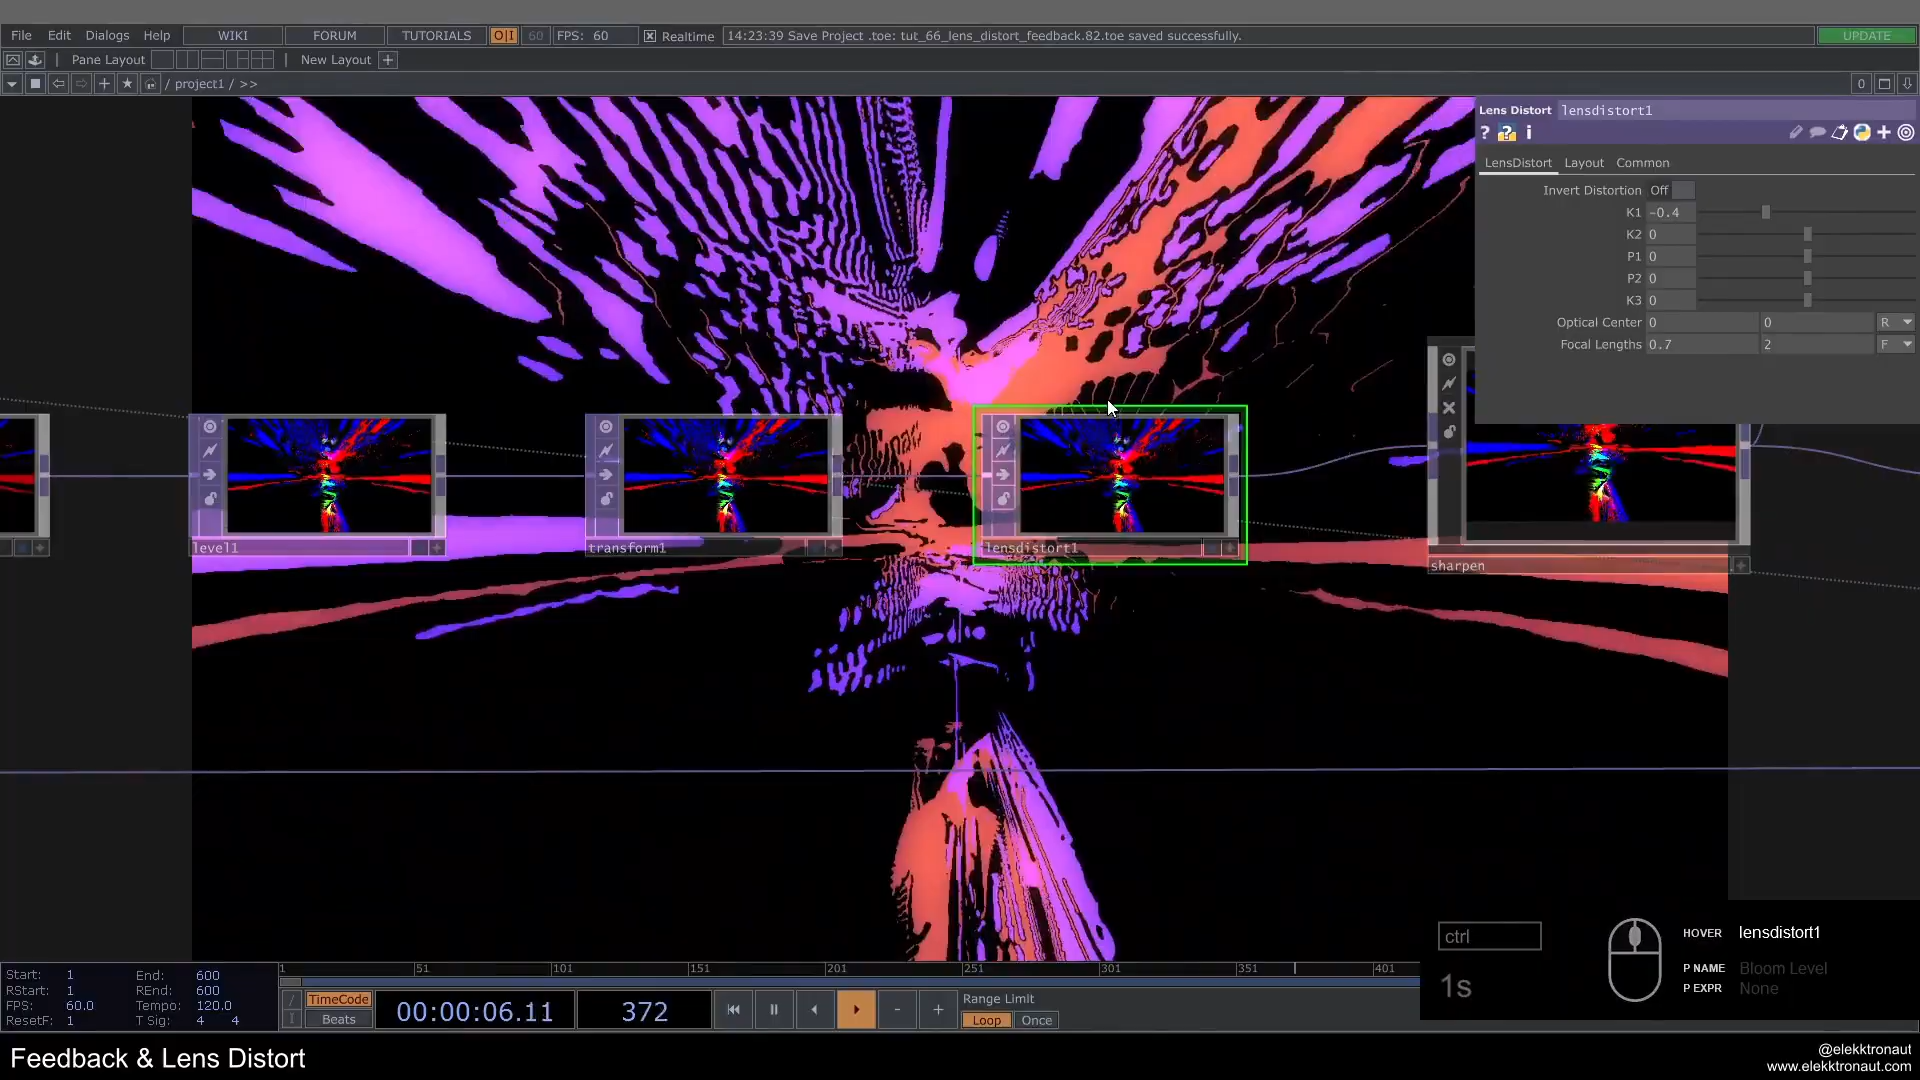 File Edit Dialogs Help WIKI FORUM TUTORIALS O|I 60 FPS: 60 Realtime 14:23:39 Save Project .toe: tut_66_lens_distort_feedback.82.toe saved successfully. UPDATE
Pane Layout New Layout
/ project1 / >> 0
Lens Distort lensdistort1
? ? i
LensDistort Layout Common
Invert Distortion Off
K1 -0.4
K2 0
P1 0
P2 0
K3 0
Optical Center 0 0 R
Focal Lengths 0.7 2 F
level1 transform1 lensdistort1
sharpen
ctrl
1s
HOVER lensdistort1
P NAME Bloom Level
P EXPR None
1 51 101 151 201 251 301 351 401
Start: 1 End: 600
RStart: 1 REnd: 600
FPS: 60.0 Tempo: 120.0
ResetF: 1 T Sig: 4 4
TimeCode
Beats
00:00:06.11 372
Range Limit
Loop Once
Feedback & Lens Distort
@elekktronaut
www.elekktronaut.com